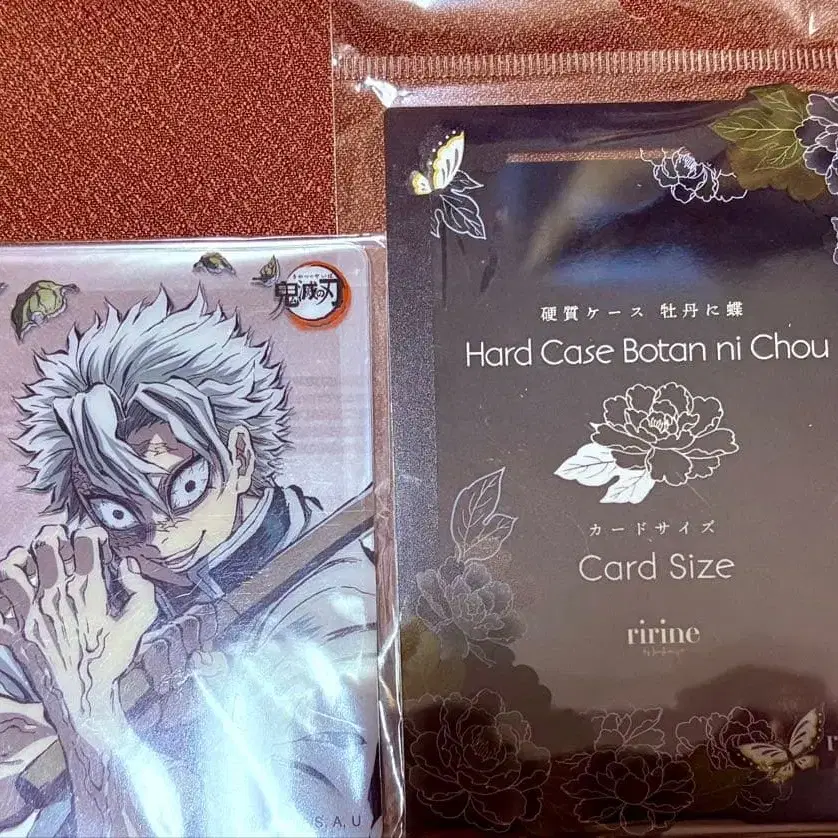 鬼滅の刃
S.A.U
硬質ケース 牡丹に蝶
Hard Case Botan ni Chou
カードサイズ
Card Size
ririne